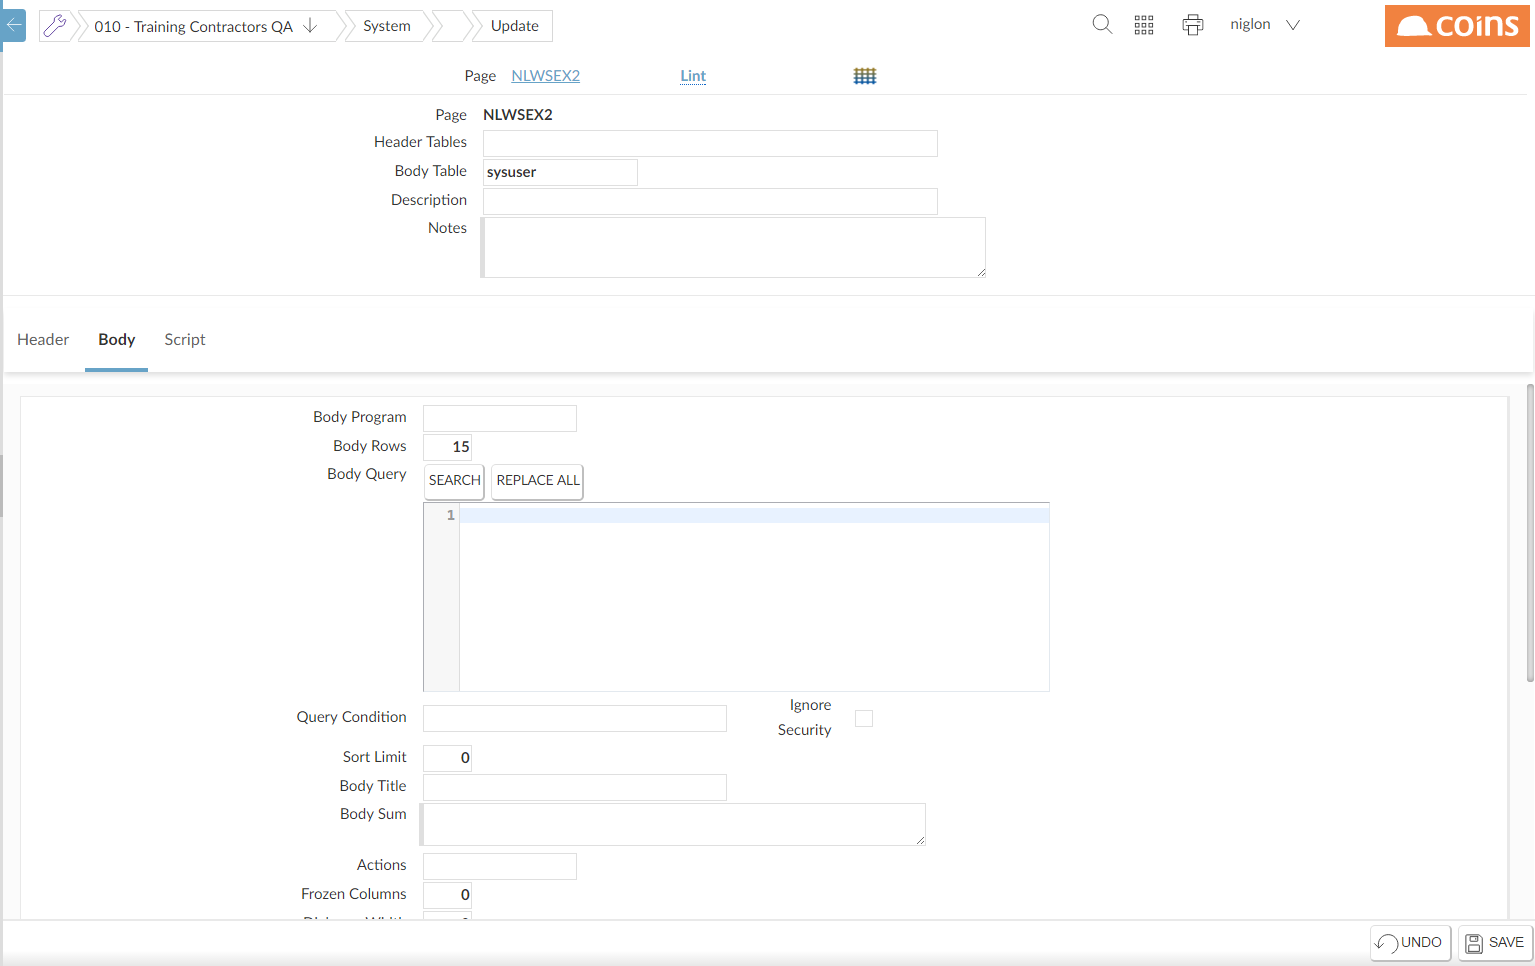 010 - Training Contractors QA System Update niglon coins
Page NLWSEX2 Lint
Page NLWSEX2
Header Tables
Body Table sysuser
Description
Notes
Header Body Script
Body Program
Body Rows 15
Body Query SEARCH REPLACE ALL
1
Query Condition Ignore Security
Sort Limit 0
Body Title
Body Sum
Actions
Frozen Columns 0
UNDO SAVE